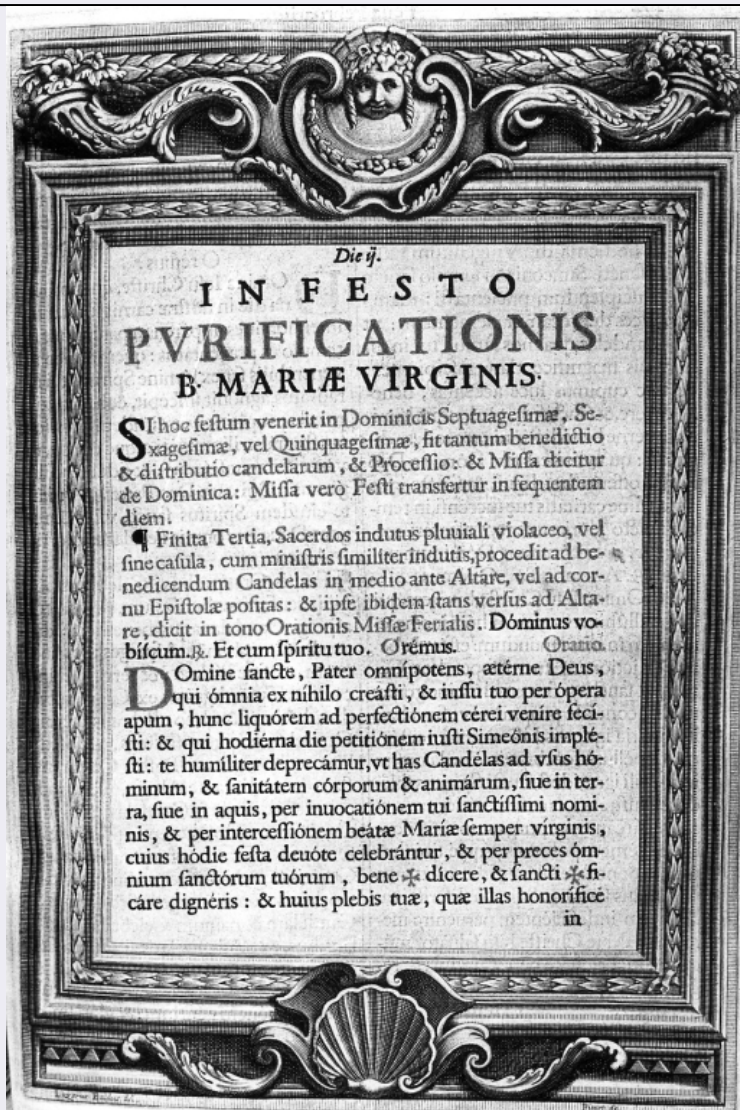 Die ij.
IN FESTO
PVRIFICATIONIS
B. MARIÆ VIRGINIS.
SI hoc feſtum venerit in Dominicis Septuageſimæ, Se-
xageſimæ, vel Quinquageſimæ, fit tantum benedictio
& diſtributio candelarum, & Proceſſio: & Miſſa dicitur
de Dominica: Miſſa verò Feſti transfertur in ſequentem
diem.
¶ Finita Tertia, Sacerdos indutus pluuiali violaceo, vel
ſine caſula, cum miniſtris ſimiliter indutis, procedit ad be-
nedicendum Candelas in medio ante Altare, vel ad cor-
nu Epiſtolæ poſitas: & ipſe ibidem ſtans verſus ad Alta-
re, dicit in tono Orationis Miſſæ Ferialis. Dóminus vo-
biſcum. ℟. Et cum ſpíritu tuo. Orémus. Oratio.
DOmine ſancte, Pater omnípotens, ætérne Deus,
qui ómnia ex níhilo creáſti, & iuſſu tuo per ópera
apum, hunc liquórem ad perfectiónem cérei veníre feci-
ſti: & qui hodiérna die petitiónem iuſti Simeónis implé-
ſti: te humíliter deprecámur, vt has Candélas ad vſus hó-
minum, & ſanitátem córporum & animárum, ſiue in ter-
ra, ſiue in aquis, per inuocatiónem tui ſanctíſſimi nomi-
nis, & per interceſſiónem beátæ Maríæ ſemper vírginis,
cuius hódie feſta deuóte celebrántur, & per preces óm-
nium ſanctórum tuórum, bene ✠ dícere, & ſancti ✠ fi-
cáre dignéris: & huius plebis tuæ, quæ illas honorífice
in